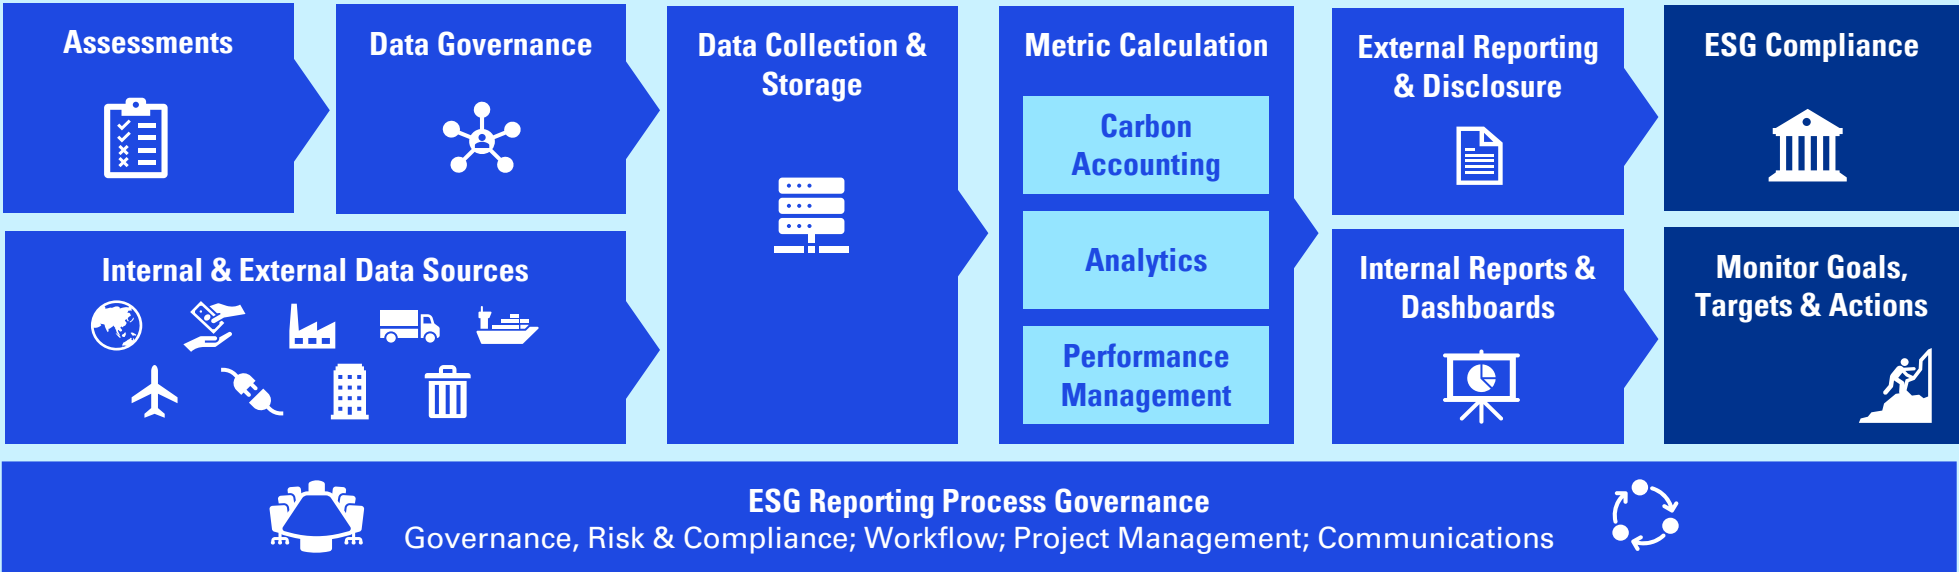 Assessments
Data Governance
Internal & External Data Sources
Data Collection &
Storage
Metric Calculation
Carbon
Accounting
Analytics
Performance
Management
External Reporting
& Disclosure
Internal Reports &
Dashboards
ESG Compliance
Monitor Goals,
Targets & Actions
ESG Reporting Process Governance
Governance, Risk & Compliance; Workflow; Project Management; Communications